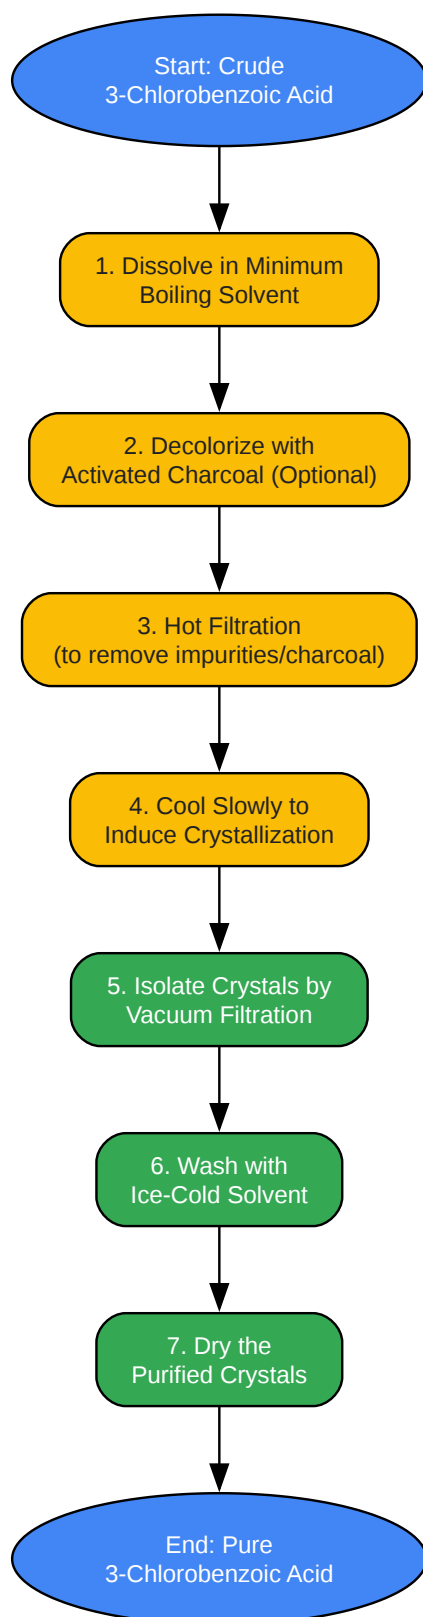 Start: Crude
3-Chlorobenzoic Acid
1. Dissolve in Minimum
Boiling Solvent
2. Decolorize with
Activated Charcoal (Optional)
3. Hot Filtration
(to remove impurities/charcoal)
4. Cool Slowly to
Induce Crystallization
5. Isolate Crystals by
Vacuum Filtration
6. Wash with
Ice-Cold Solvent
7. Dry the
Purified Crystals
End: Pure
3-Chlorobenzoic Acid